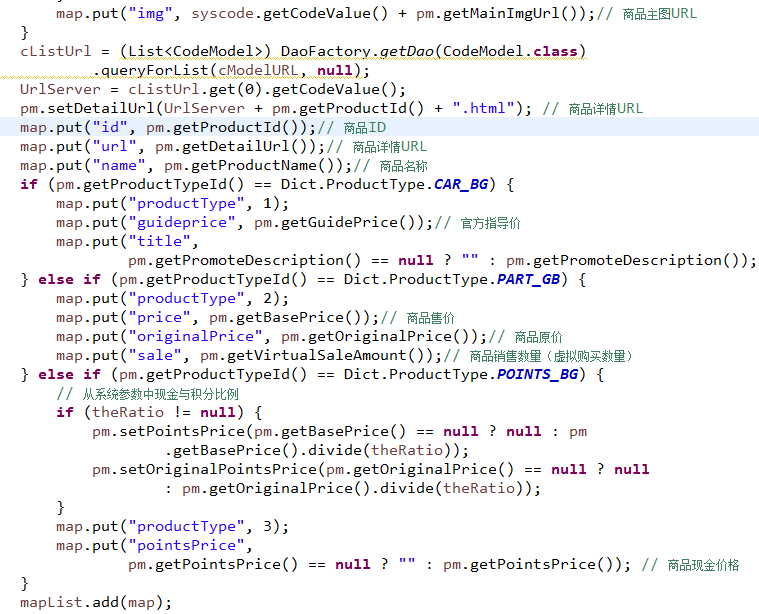 map.put("img", syscode.getCodeValue() + pm.getMainImgUrl());// 商品主图URL
}
cListUrl = (List<CodeModel>) DaoFactory.getDao(CodeModel.class)
.queryForList(cModelURL, null);
UrlServer = cListUrl.get(0).getCodeValue();
pm.setDetailUrl(UrlServer + pm.getProductId() + ".html"); // 商品详情URL
map.put("id", pm.getProductId());// 商品ID
map.put("url", pm.getDetailUrl());// 商品详情URL
map.put("name", pm.getProductName());// 商品名称
if (pm.getProductTypeId() == Dict.ProductType.CAR_BG) {
map.put("productType", 1);
map.put("guideprice", pm.getGuidePrice());// 官方指导价
map.put("title",
pm.getPromoteDescription() == null ? "" : pm.getPromoteDescription());
} else if (pm.getProductTypeId() == Dict.ProductType.PART_GB) {
map.put("productType", 2);
map.put("price", pm.getBasePrice());// 商品售价
map.put("originalPrice", pm.getOriginalPrice());// 商品原价
map.put("sale", pm.getVirtualSaleAmount());// 商品销售数量（虚拟购买数量）
} else if (pm.getProductTypeId() == Dict.ProductType.POINTS_BG) {
// 从系统参数中现金与积分比例
if (theRatio != null) {
pm.setPointsPrice(pm.getBasePrice() == null ? null : pm
.getBasePrice().divide(theRatio));
pm.setOriginalPointsPrice(pm.getOriginalPrice() == null ? null
: pm.getOriginalPrice().divide(theRatio));
}
map.put("productType", 3);
map.put("pointsPrice",
pm.getPointsPrice() == null ? "" : pm.getPointsPrice()); // 商品现金价格
}
mapList.add(map);